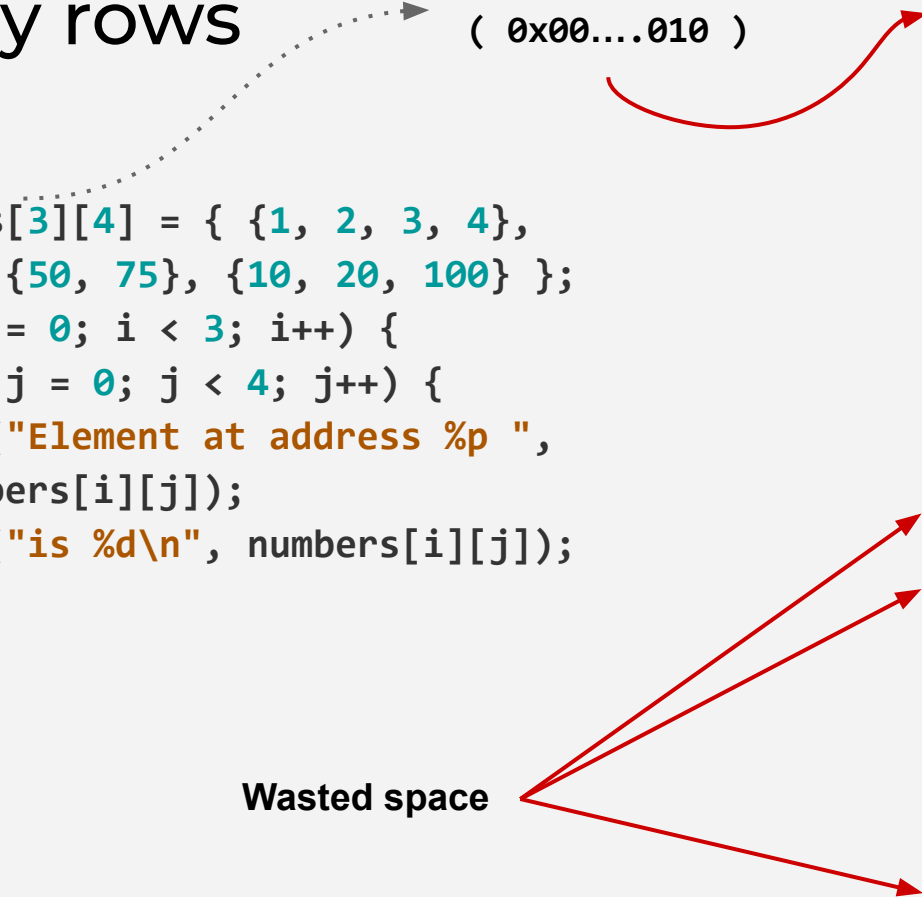 y rows
( 0x00….010 )
s[3][4] = { {1, 2, 3, 4},
{50, 75}, {10, 20, 100} };
= 0; i < 3; i++) {
j = 0; j < 4; j++) {
"Element at address %p ",
bers[i][j]);
"is %d\n", numbers[i][j]);
Wasted space